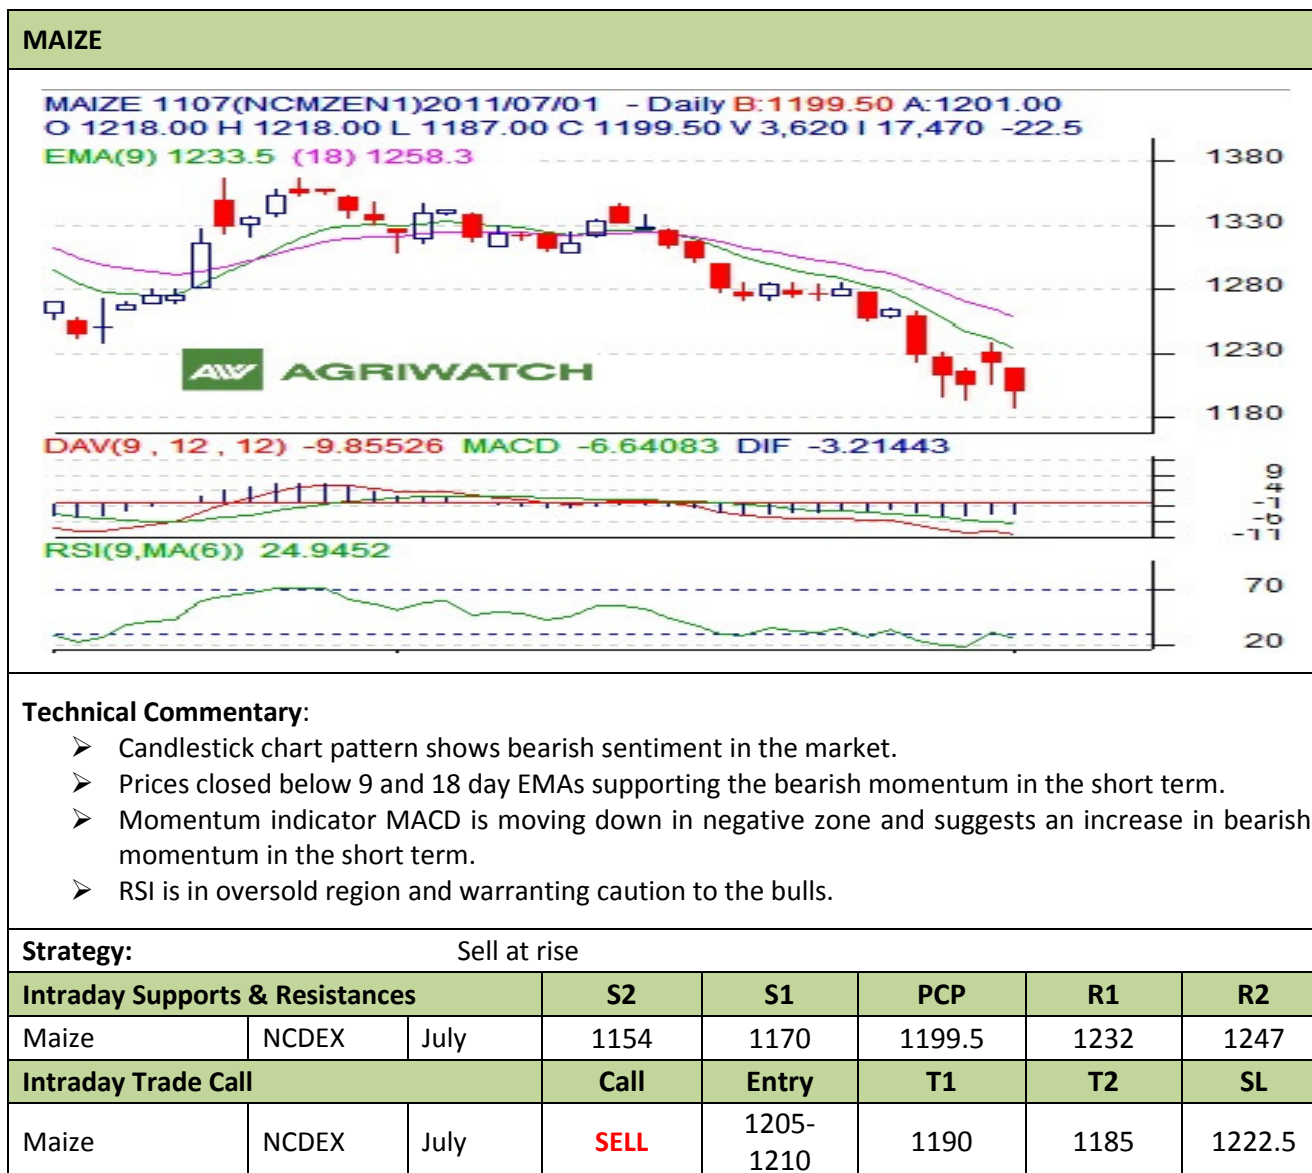 MAIZE
MAIZE 1107(NCMZEN1)2011/07/01 - Daily B:1199.50 A:1201.00
O 1218.00 H 1218.00 L 1187.00 C 1199.50 V 3,620 I 17,470 -22.5
EMA(9) 1233.5 (18) 1258.3
1380
1330
1280
1230
1180
AW AGRIWATCH
DAV(9 , 12 , 12) -9.85526 MACD -6.64083 DIF -3.21443
9
4
-1
-6
-11
RSI(9,MA(6)) 24.9452
70
20
Technical Commentary:
➢ Candlestick chart pattern shows bearish sentiment in the market.
➢ Prices closed below 9 and 18 day EMAs supporting the bearish momentum in the short term.
➢ Momentum indicator MACD is moving down in negative zone and suggests an increase in bearish
momentum in the short term.
➢ RSI is in oversold region and warranting caution to the bulls.
Strategy: Sell at rise
Intraday Supports & Resistances S2 S1 PCP R1 R2
Maize NCDEX July 1154 1170 1199.5 1232 1247
Intraday Trade Call Call Entry T1 T2 SL
Maize NCDEX July SELL 1205-
1210 1190 1185 1222.5